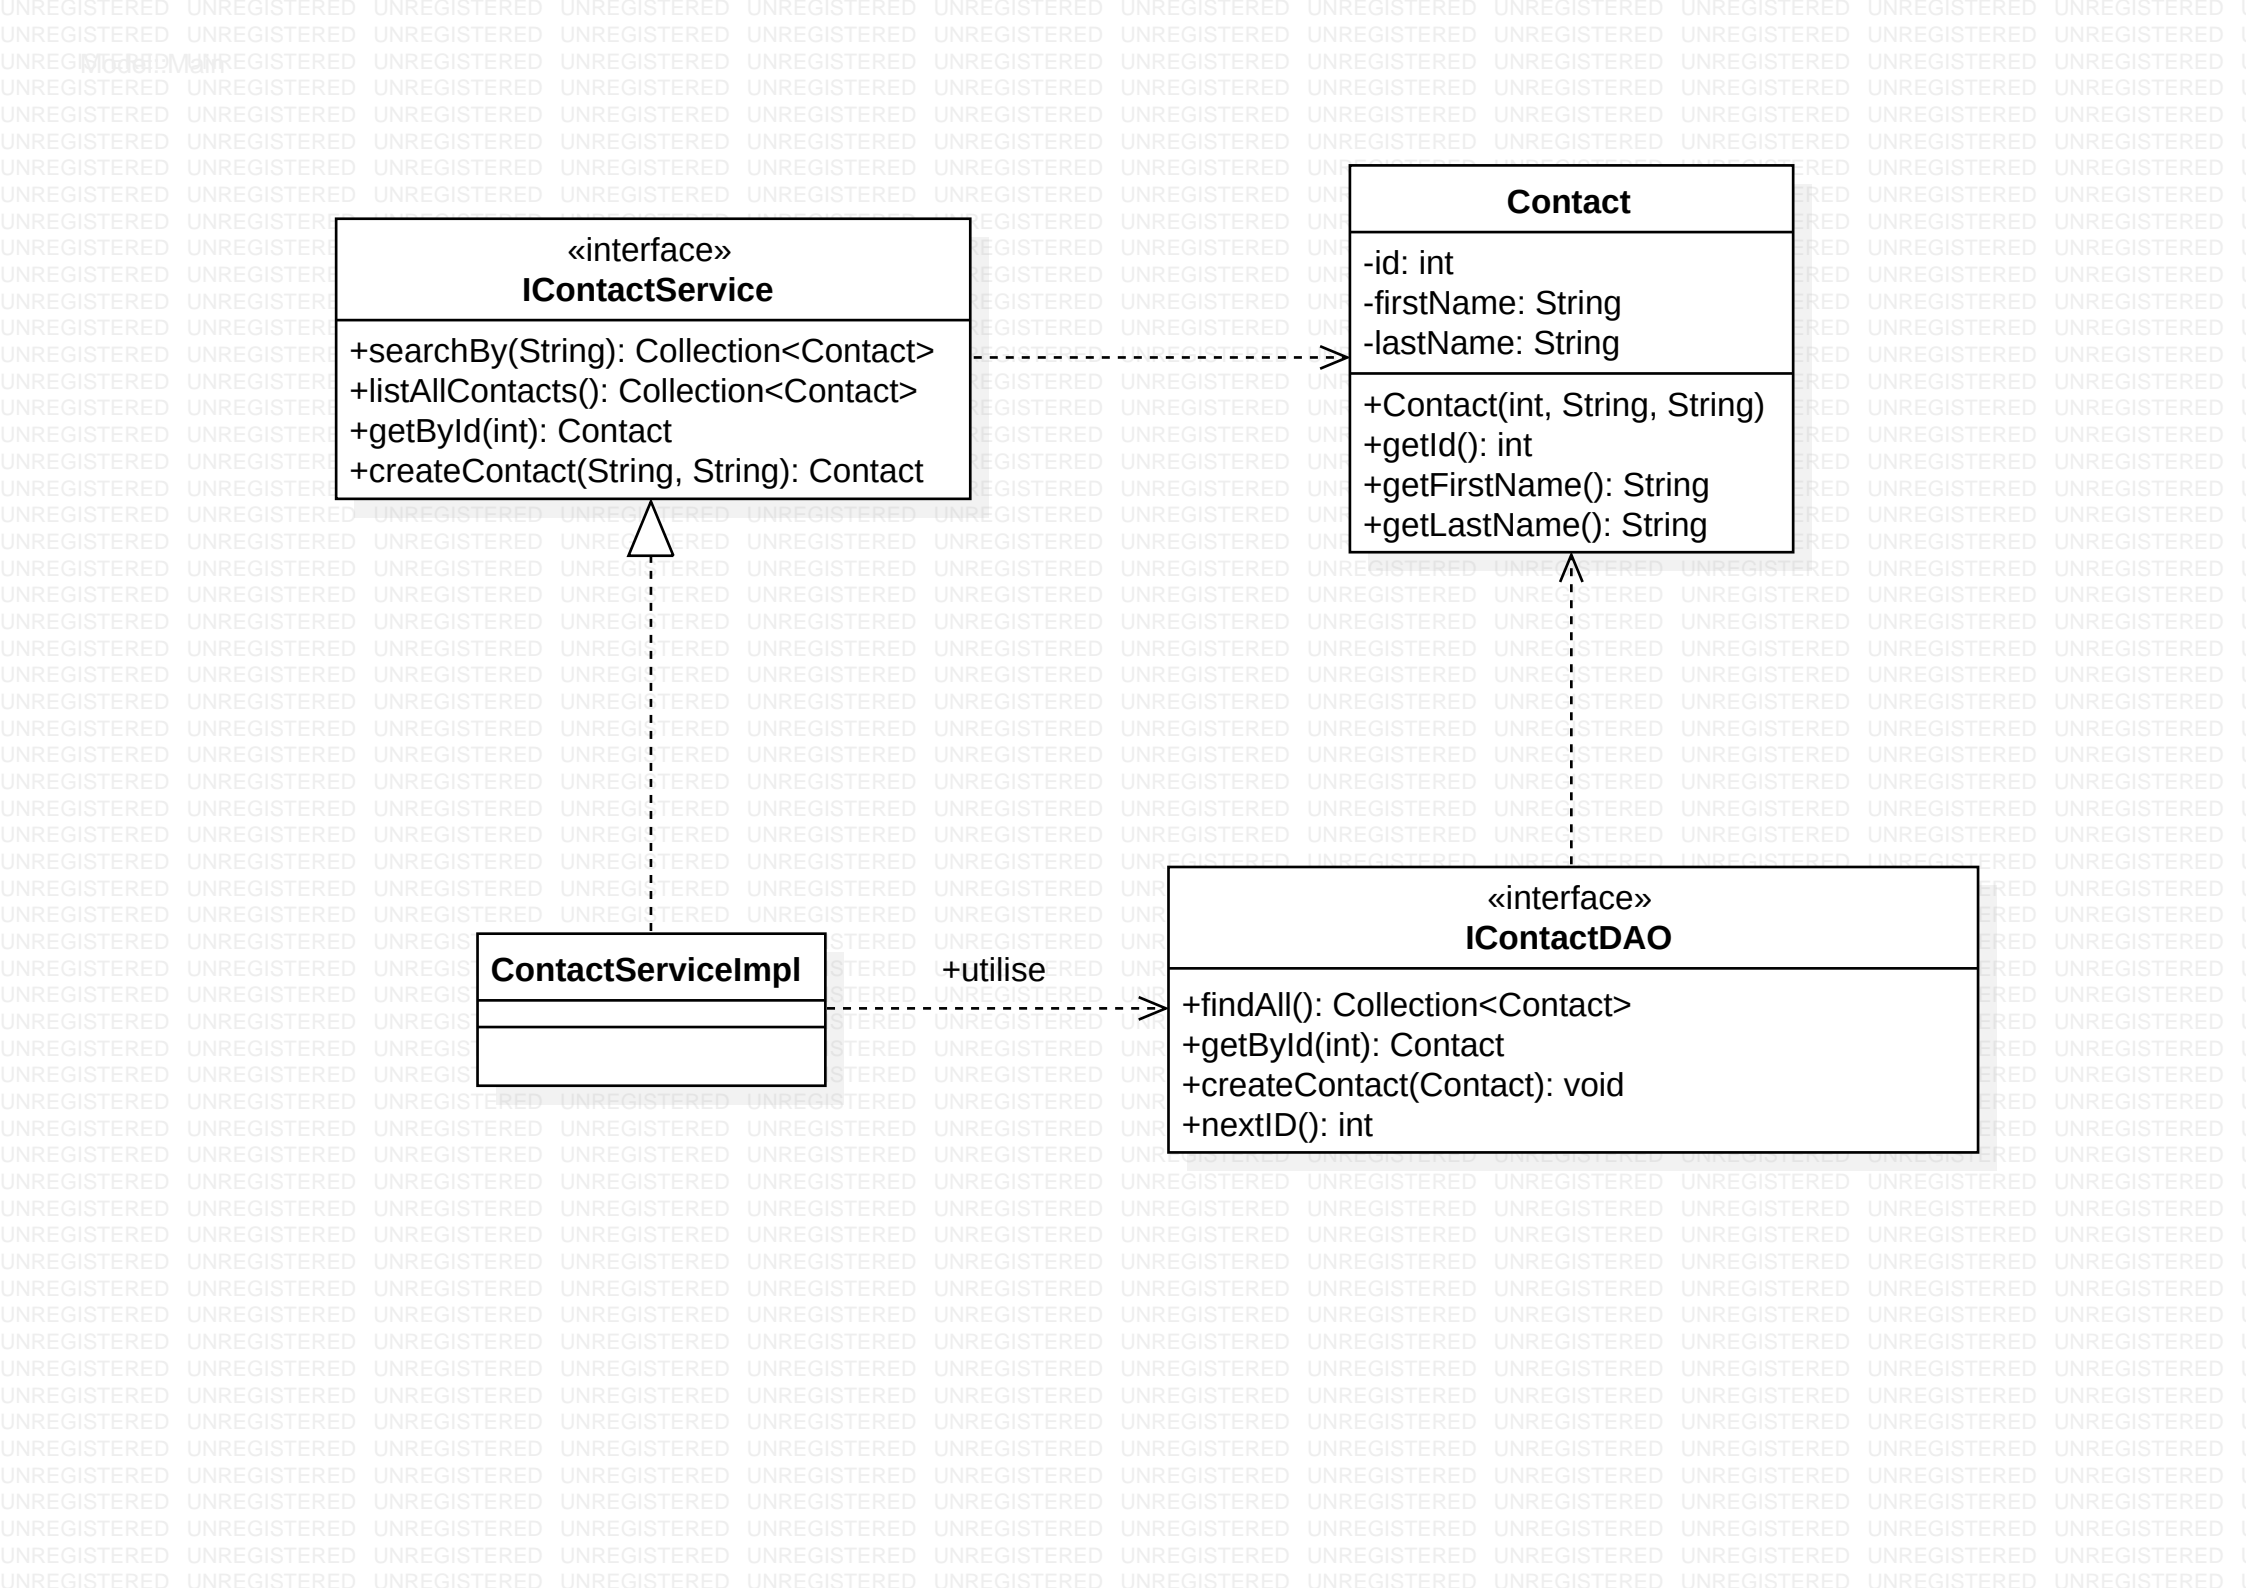 Model::Main
«interface»
IContactService
+searchBy(String): Collection<Contact>
+listAllContacts(): Collection<Contact>
+getById(int): Contact
+createContact(String, String): Contact
Contact
-id: int
-firstName: String
-lastName: String
+Contact(int, String, String)
+getId(): int
+getFirstName(): String
+getLastName(): String
ContactServiceImpl
+utilise
«interface»
IContactDAO
+findAll(): Collection<Contact>
+getById(int): Contact
+createContact(Contact): void
+nextID(): int
UNREGISTERED